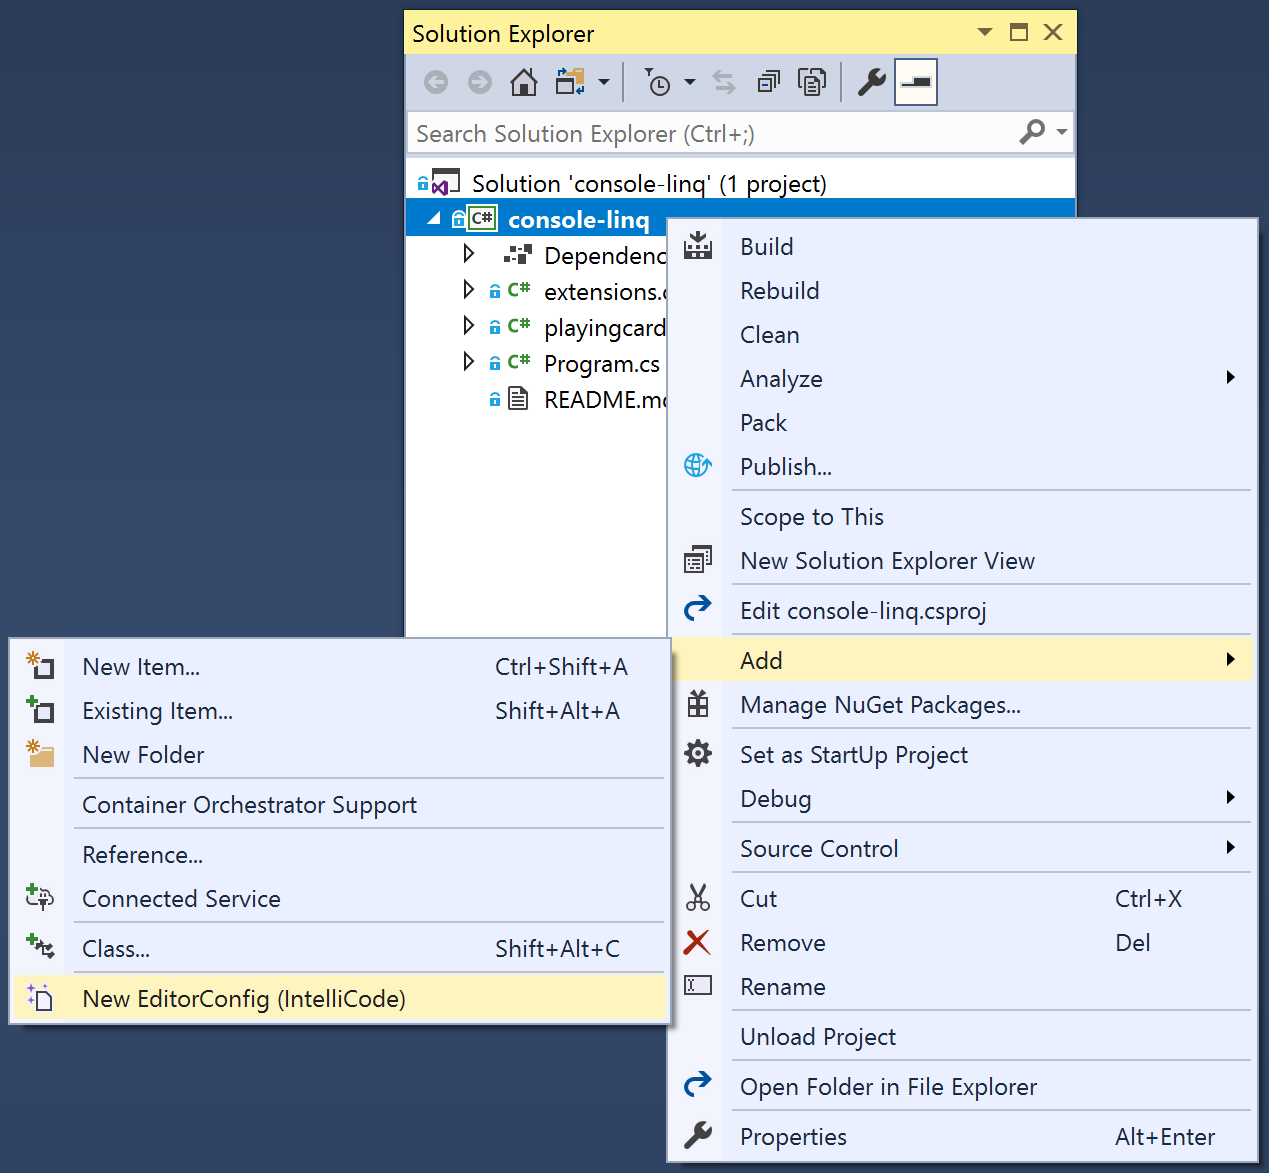 Solution Explorer
Search Solution Explorer (Ctrl+;)
Solution 'console-linq' (1 project)
C# console-linq
Dependenc
C# extensions.c
C# playingcard
C# Program.cs
README.md
Build
Rebuild
Clean
Analyze
Pack
Publish...
Scope to This
New Solution Explorer View
Edit console-linq.csproj
Add
Manage NuGet Packages...
Set as StartUp Project
Debug
Source Control
Cut Ctrl+X
Remove Del
Rename
Unload Project
Open Folder in File Explorer
Properties Alt+Enter
New Item... Ctrl+Shift+A
Existing Item... Shift+Alt+A
New Folder
Container Orchestrator Support
Reference...
Connected Service
Class... Shift+Alt+C
New EditorConfig (IntelliCode)